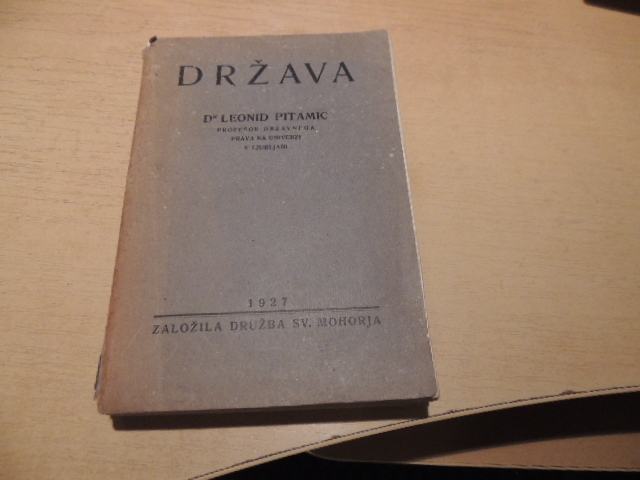 DRŽAVA
Dr LEONID PITAMIC
PROFESOR DRŽAVNEGA
PRAVA NA UNIVERZI
V LJUBLJANI
1927
ZALOŽILA DRUŽBA SV. MOHORJA